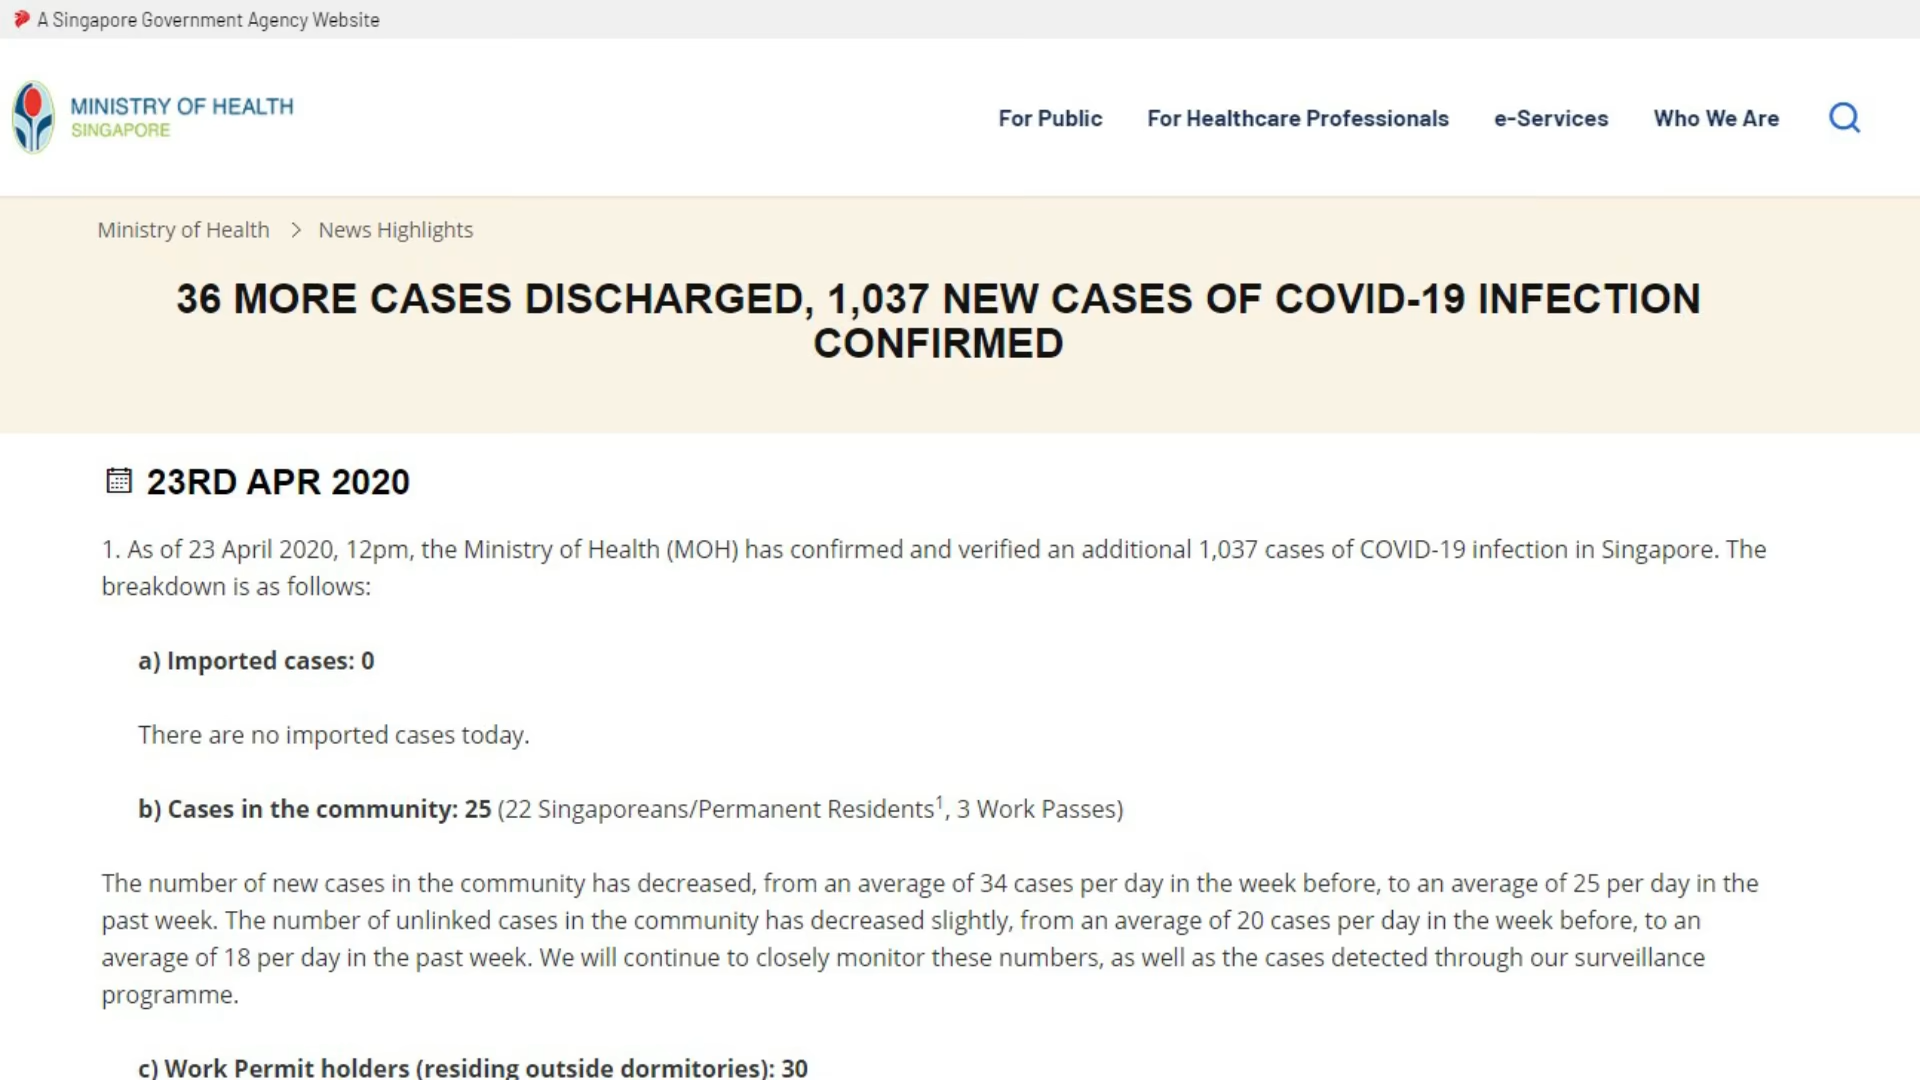 A Singapore Government Agency Website
MINISTRY OF HEALTH
SINGAPORE
For Public
For Healthcare Professionals
e-Services
Who We Are
Ministry of Health > News Highlights
36 MORE CASES DISCHARGED, 1,037 NEW CASES OF COVID-19 INFECTION
CONFIRMED
23RD APR 2020
1. As of 23 April 2020, 12pm, the Ministry of Health (MOH) has confirmed and verified an additional 1,037 cases of COVID-19 infection in Singapore. The
breakdown is as follows:
a) Imported cases: 0
There are no imported cases today.
b) Cases in the community: 25 (22 Singaporeans/Permanent Residents¹, 3 Work Passes)
The number of new cases in the community has decreased, from an average of 34 cases per day in the week before, to an average of 25 per day in the
past week. The number of unlinked cases in the community has decreased slightly, from an average of 20 cases per day in the week before, to an
average of 18 per day in the past week. We will continue to closely monitor these numbers, as well as the cases detected through our surveillance
programme.
c) Work Permit holders (residing outside dormitories): 30